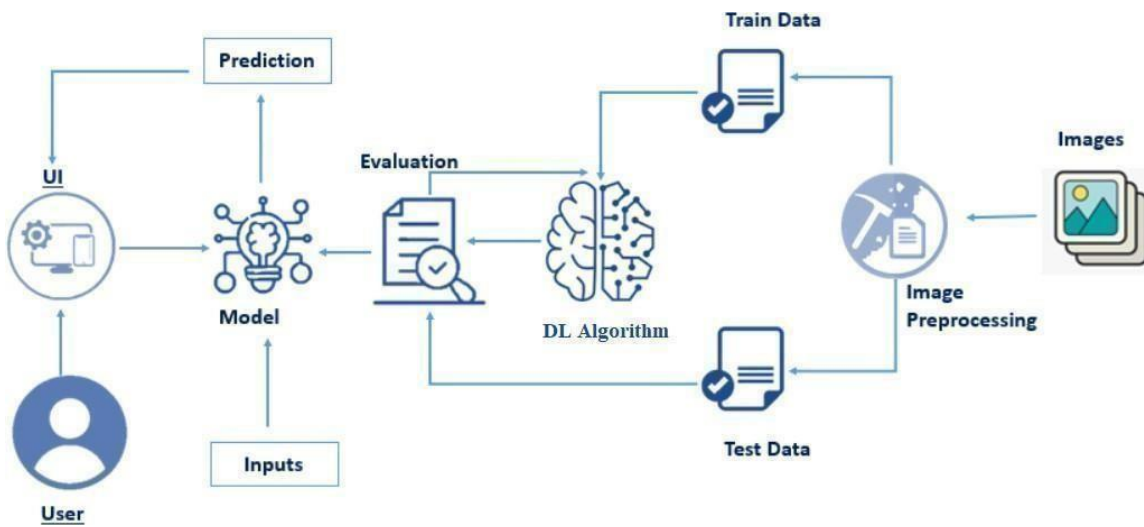 Train Data
Prediction
Images
Evaluation
UI
Model
Image
Preprocessing
DL Algorithm
Inputs
Test Data
User